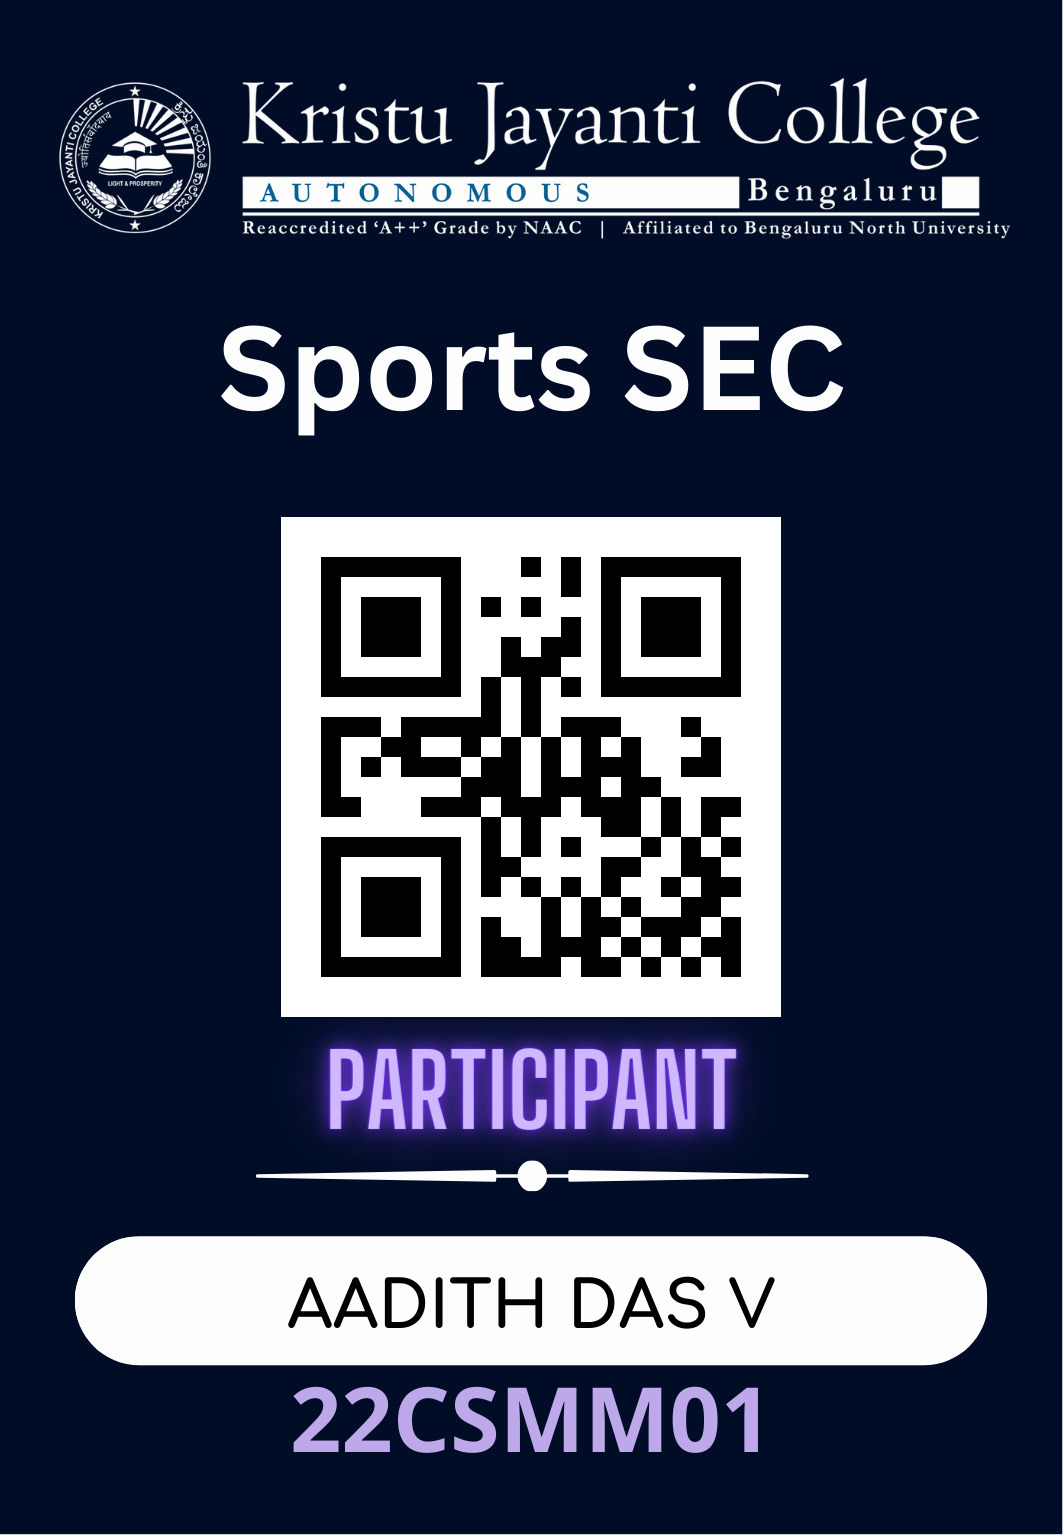 Kristu Jayanti College
AUTONOMOUS Bengaluru
Reaccredited ‘A++’ Grade by NAAC | Affiliated to Bengaluru North University
KRISTU JAYANTI COLLEGE
LIGHT & PROSPERITY
Sports SEC
PARTICIPANT
AADITH DAS V
22CSMM01